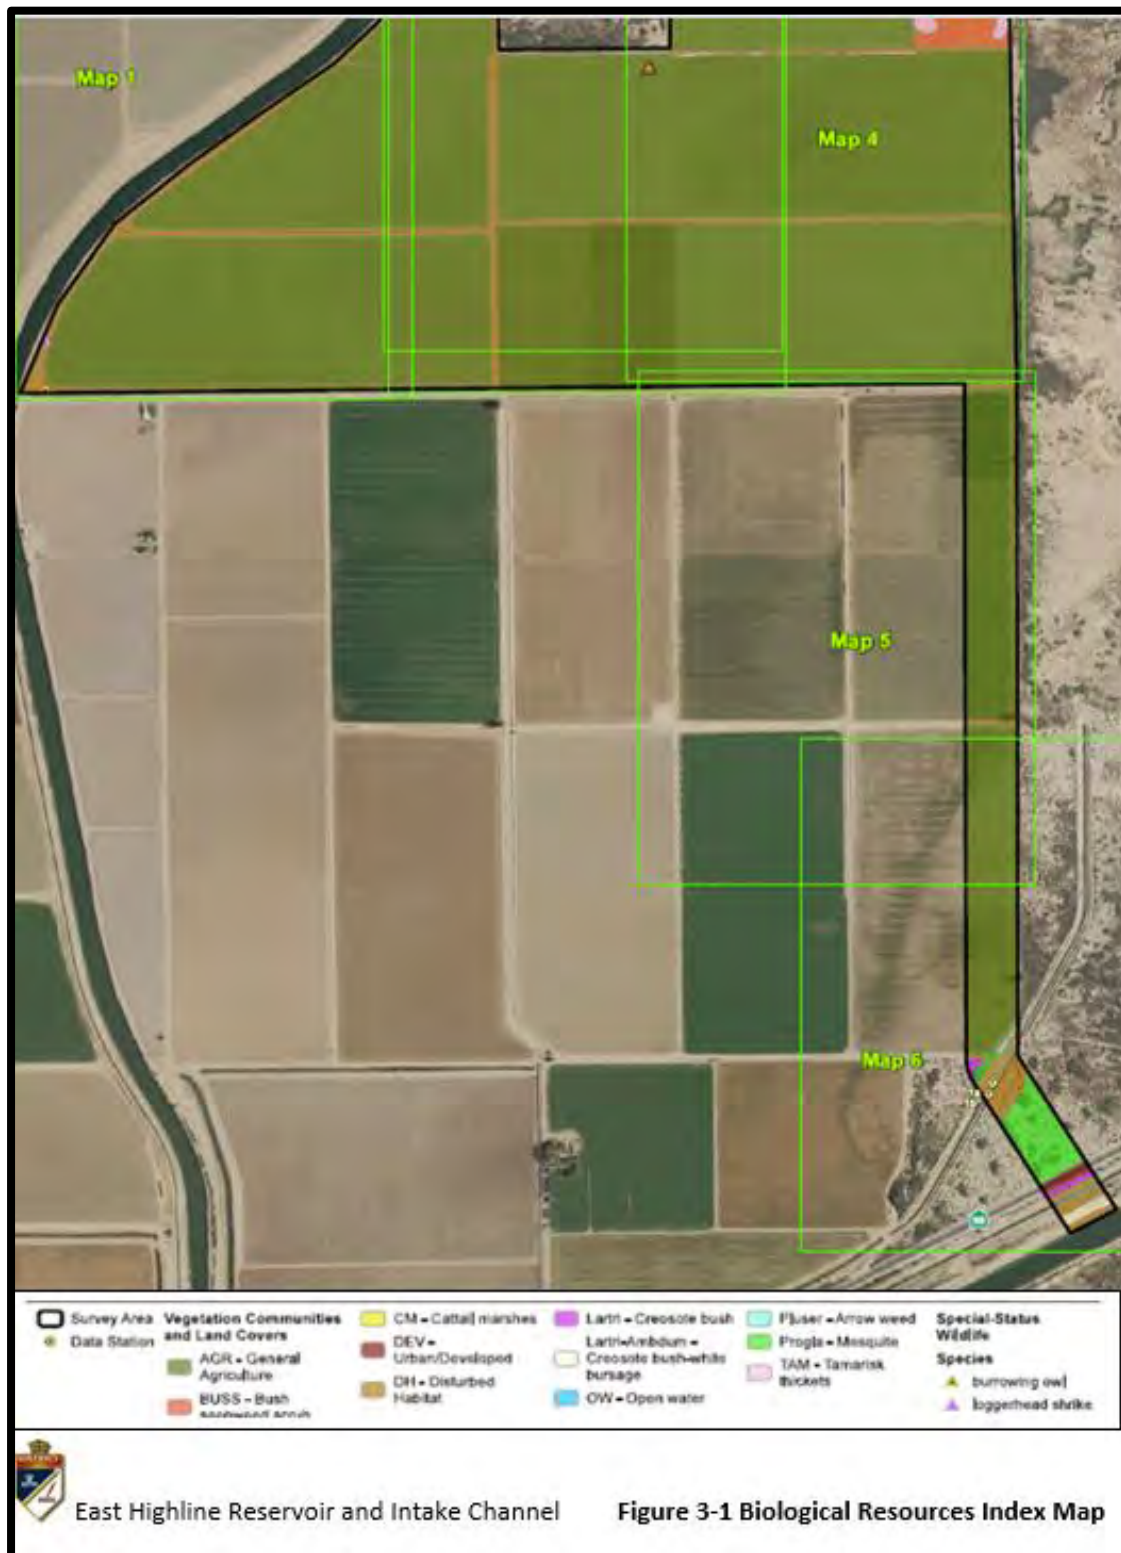 Map 1
Map 4
Map 5
Map 6
Survey Area
Data Station
Vegetation Communities
and Land Covers
AGR = General
Agriculture
BUSS = Bush
CM = Cattail marshes
DEV =
Urban/Developed
DH = Disturbed
Habitat
Lartri = Creosote bush
Lartri-Ambdum =
Creosote bush-white
bursage
OW = Open water
Pluser = Arrow weed
Progla = Mesquite
TAM = Tamarisk
thickets
Special-Status
Wildlife
Species
burrowing owl
loggerhead shrike
East Highline Reservoir and Intake Channel
Figure 3-1 Biological Resources Index Map